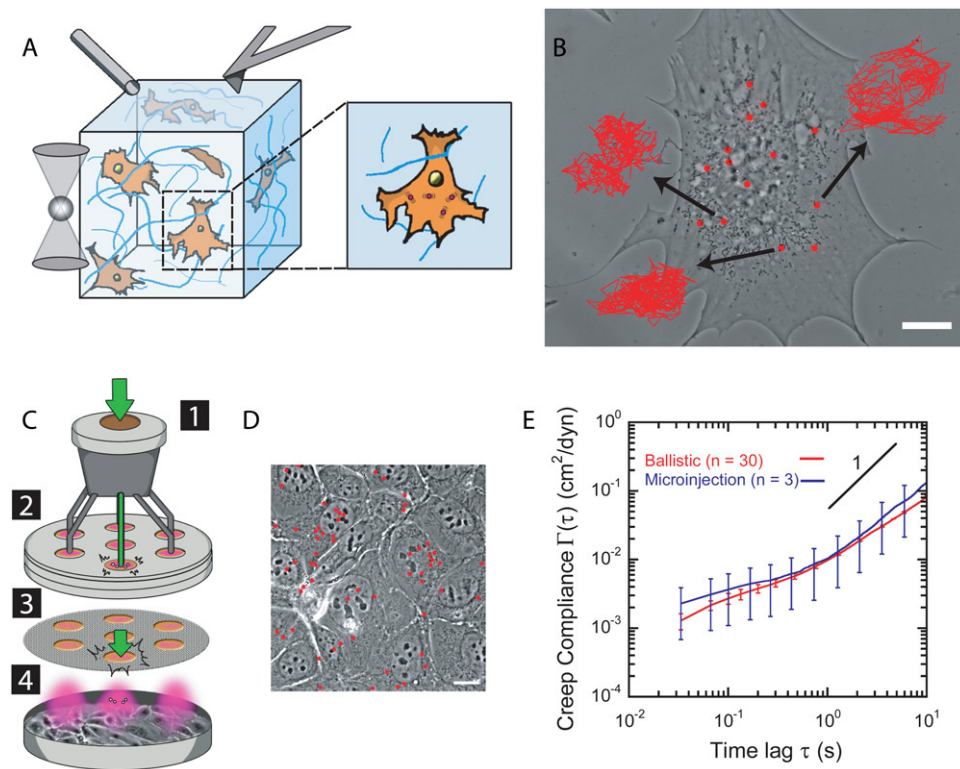 A
B
C
1
2
3
4
D
E
Creep Compliance Γ(τ) (cm²/dyn)
10⁰
10⁻¹
10⁻²
10⁻³
10⁻⁴
Ballistic (n = 30)
Microinjection (n = 3)
1
10⁻² 10⁻¹ 10⁰ 10¹
Time lag τ (s)